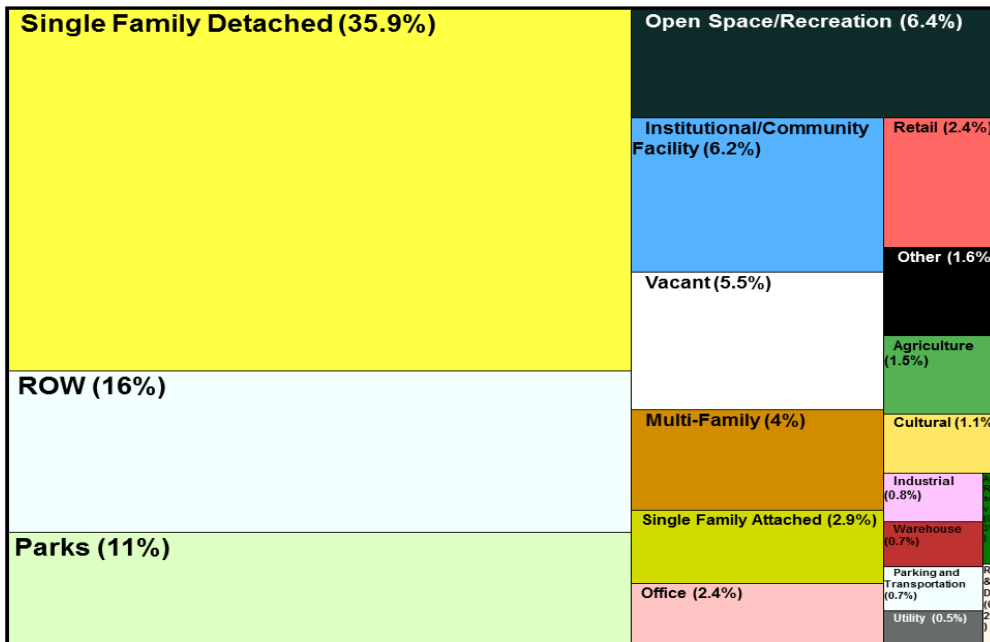 Single Family Detached (35.9%)
ROW (16%)
Parks (11%)
Open Space/Recreation (6.4%)
Institutional/Community
Facility (6.2%)
Vacant (5.5%)
Multi-Family (4%)
Single Family Attached (2.9%)
Office (2.4%)
Retail (2.4%)
Other (1.6%
Agriculture
(1.5%)
Cultural (1.1%
Industrial
(0.8%)
Warehouse
(0.7%)
Parking and
Transportation
(0.7%)
Utility (0.5%)
R
&
D
(
2
)